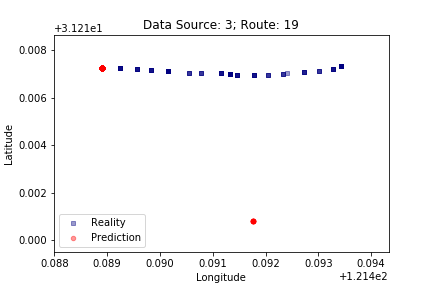 Data Source: 3; Route: 19
+3.121e1
0.008
0.006
0.004
0.002
0.000
Latitude
Reality
Prediction
0.088 0.089 0.090 0.091 0.092 0.093 0.094
Longitude
+1.214e2